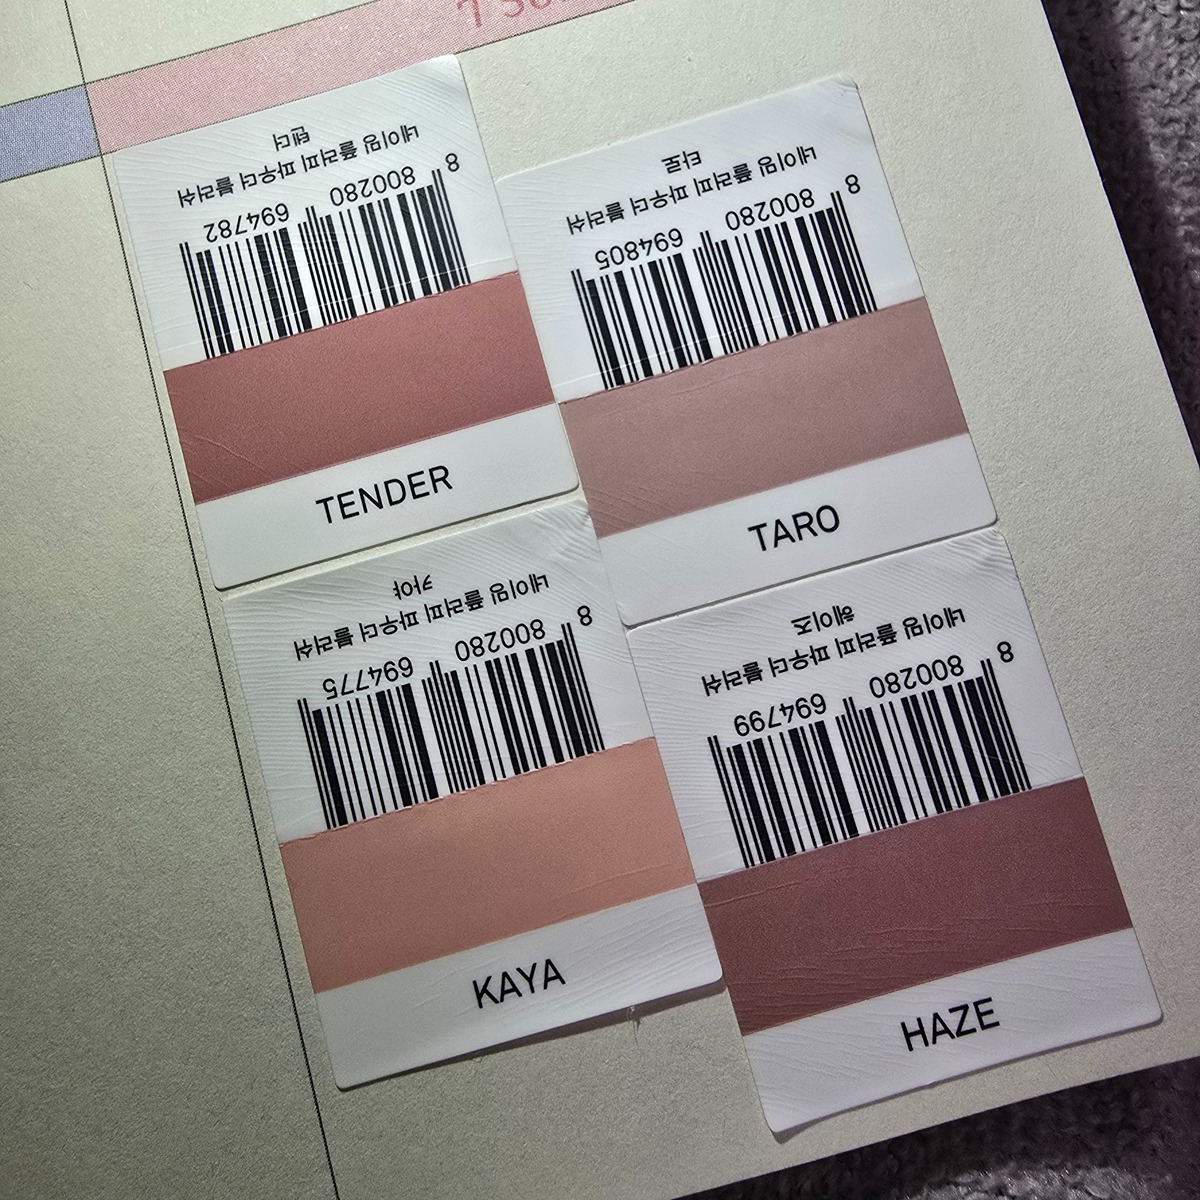 8 800280 694782
네이밍 플러피 파우더 블러쉬
텐더
TENDER
8 800280 694805
네이밍 플러피 파우더 블러쉬
타로
TARO
8 800280 694775
네이밍 플러피 파우더 블러쉬
카야
KAYA
8 800280 694799
네이밍 플러피 파우더 블러쉬
헤이즈
HAZE